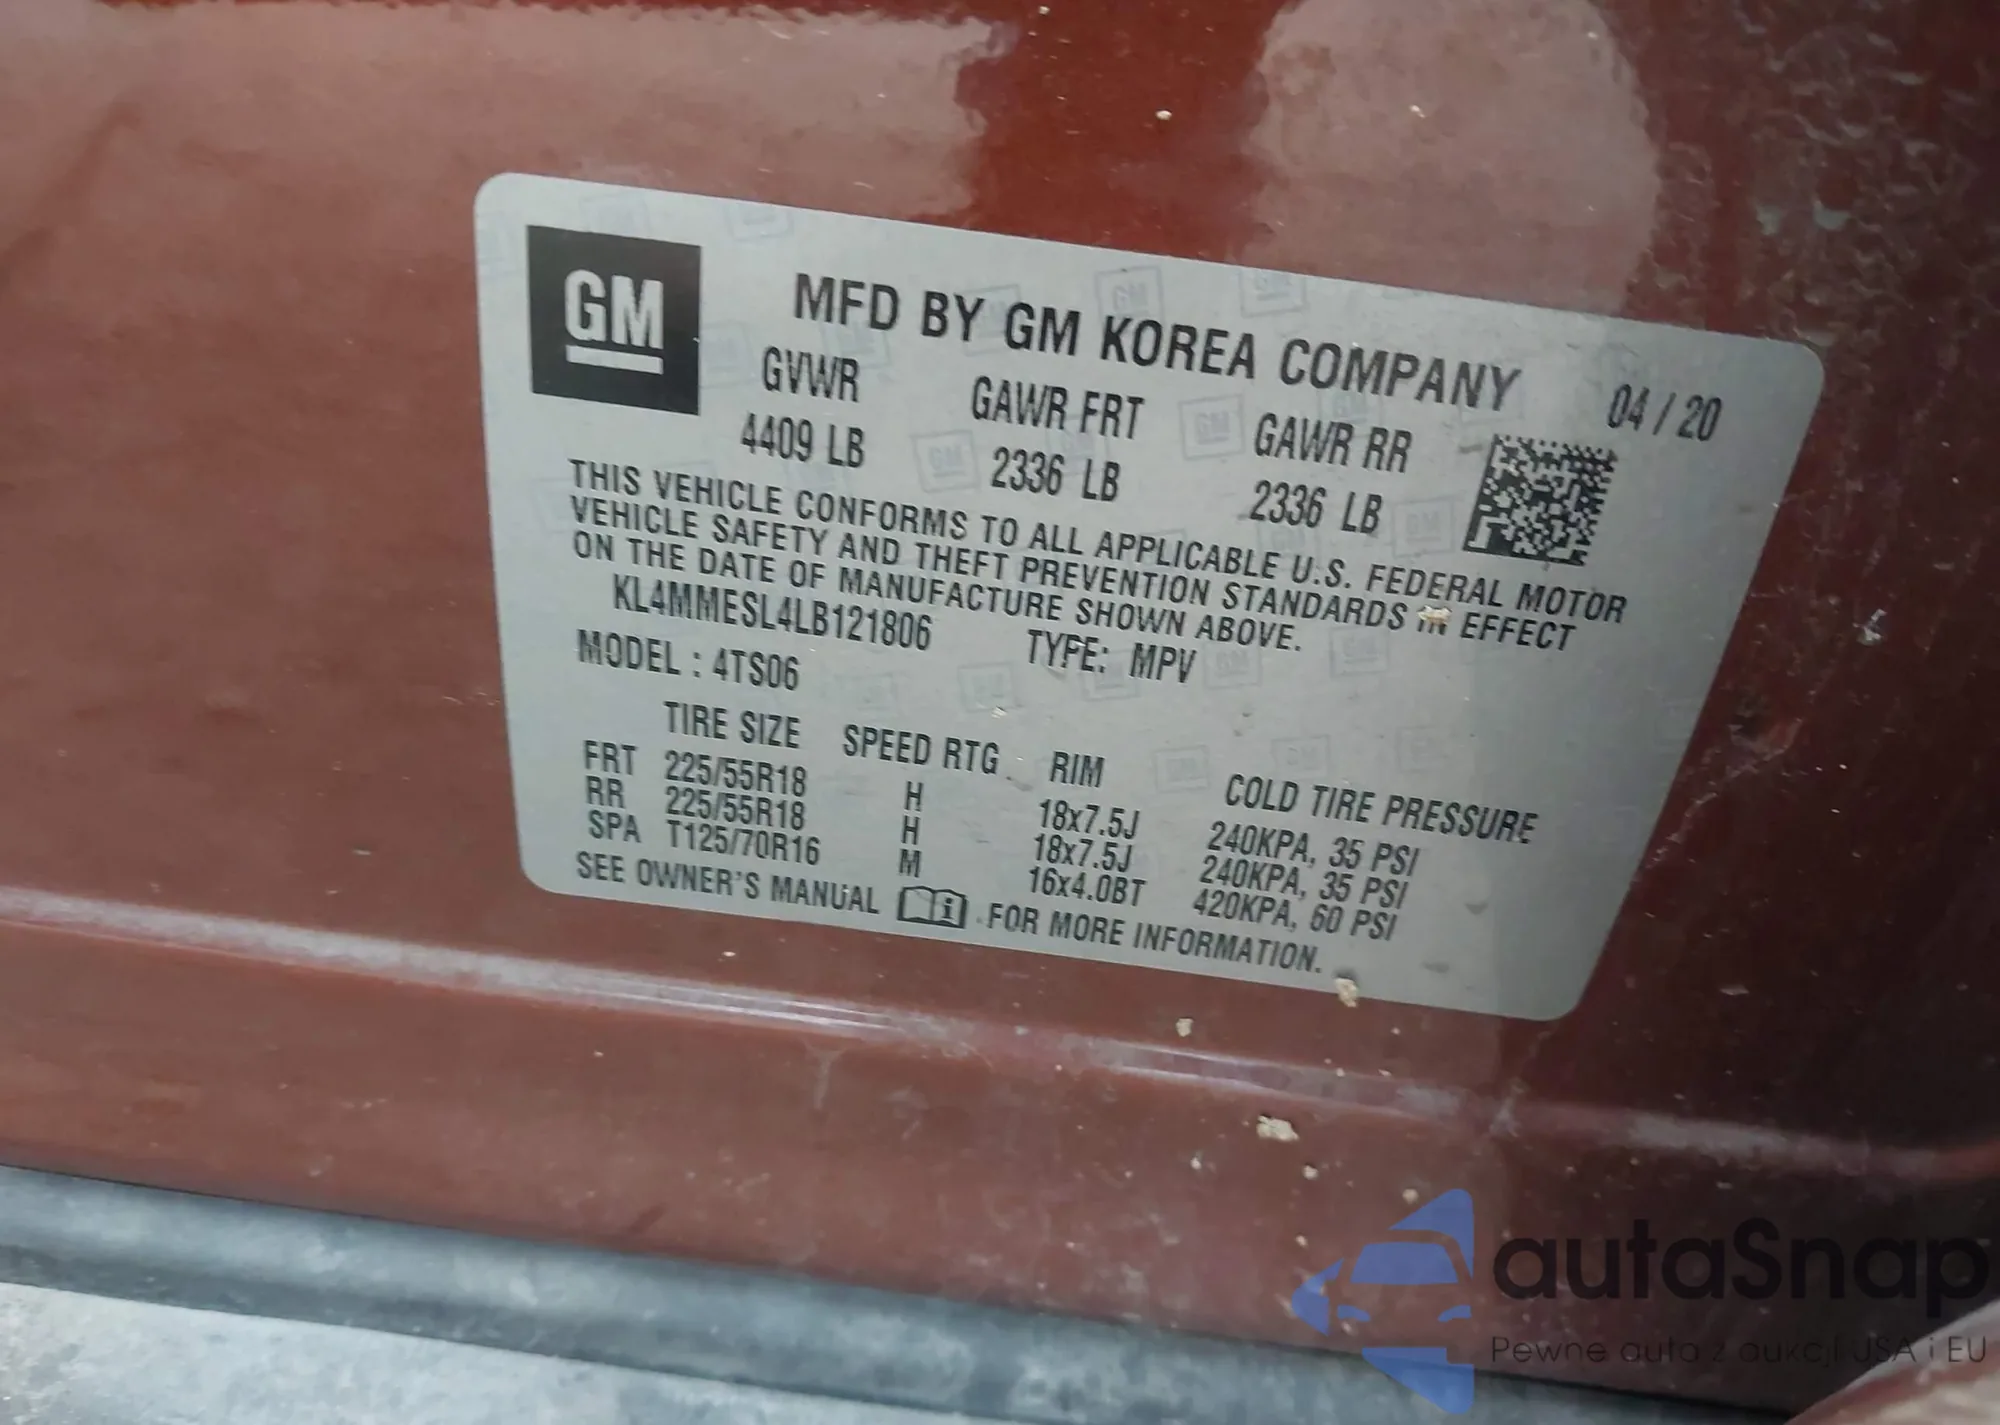 GM
MFD BY GM KOREA COMPANY
04 / 20
GVWR GAWR FRT GAWR RR
4409 LB 2336 LB 2336 LB
THIS VEHICLE CONFORMS TO ALL APPLICABLE U.S. FEDERAL MOTOR
VEHICLE SAFETY AND THEFT PREVENTION STANDARDS IN EFFECT
ON THE DATE OF MANUFACTURE SHOWN ABOVE.
KL4MMESL4LB121806 TYPE: MPV
MODEL : 4TS06
TIRE SIZE SPEED RTG RIM COLD TIRE PRESSURE
FRT 225/55R18 H 18x7.5J 240KPA, 35 PSI
RR 225/55R18 H 18x7.5J 240KPA, 35 PSI
SPA T125/70R16 M 16x4.0BT 420KPA, 60 PSI
SEE OWNER'S MANUAL FOR MORE INFORMATION.
autaSnap
Pewne auta z aukcji USA i EU